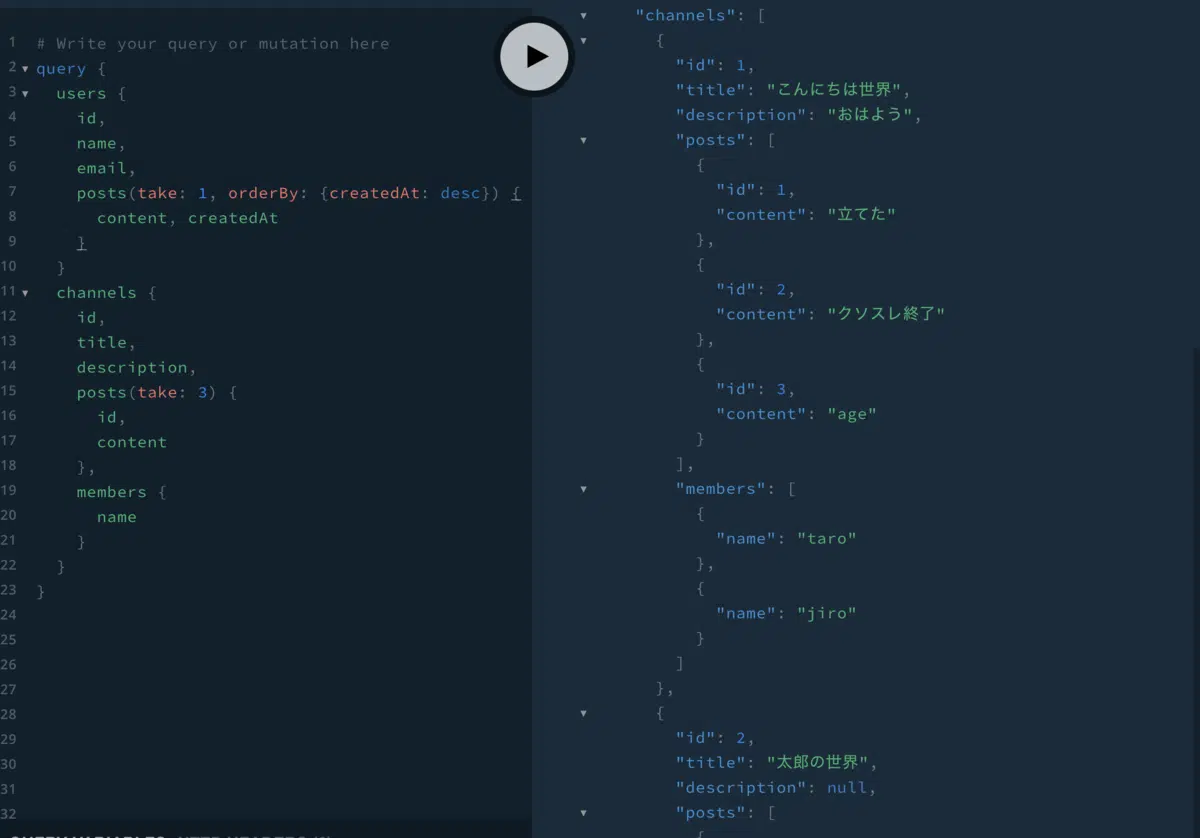 1 # Write your query or mutation here
2 query {
3 users {
4 id,
5 name,
6 email,
7 posts(take: 1, orderBy: {createdAt: desc}) {
8 content, createdAt
9 }
10 }
11 channels {
12 id,
13 title,
14 description,
15 posts(take: 3) {
16 id,
17 content
18 },
19 members {
20 name
21 }
22 }
23 }
24
25
26
27
28
29
30
31
32
"channels": [
{
"id": 1,
"title": "こんにちは世界",
"description": "おはよう",
"posts": [
{
"id": 1,
"content": "立てた"
},
{
"id": 2,
"content": "クソスレ終了"
},
{
"id": 3,
"content": "age"
}
],
"members": [
{
"name": "taro"
},
{
"name": "jiro"
}
]
},
{
"id": 2,
"title": "太郎の世界",
"description": null,
"posts": [
{